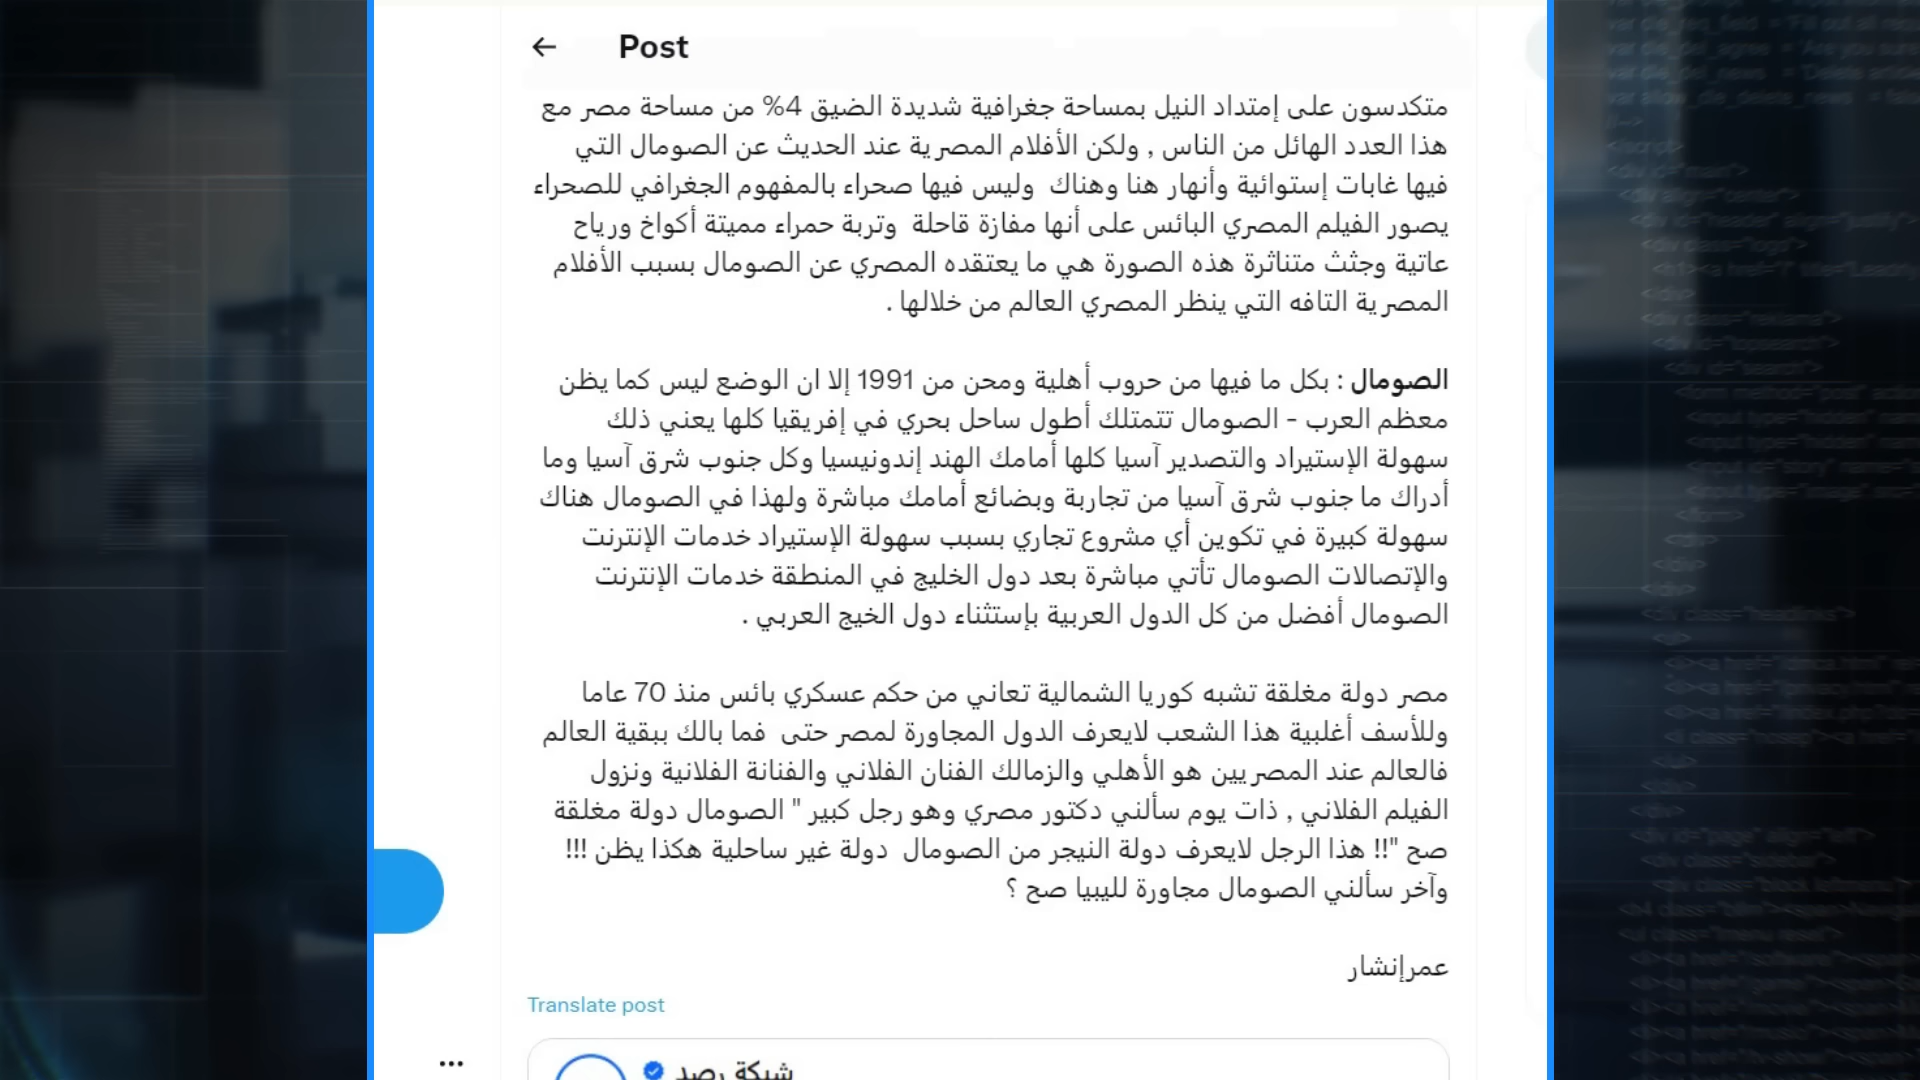 Post
متكدسون على إمتداد النيل بمساحة جغرافية شديدة الضيق 4% من مساحة مصر مع
هذا العدد الهائل من الناس , ولكن الأفلام المصرية عند الحديث عن الصومال التي
فيها غابات إستوائية وأنهار هنا وهناك وليس فيها صحراء بالمفهوم الجغرافي للصحراء
يصور الفيلم المصري البائس على أنها مفازة قاحلة وتربة حمراء مميتة أكواخ ورياح
عاتية وجثث متناثرة هذه الصورة هي ما يعتقده المصري عن الصومال بسبب الأفلام
المصرية التافه التي ينظر المصري العالم من خلالها .
الصومال : بكل ما فيها من حروب أهلية ومحن من 1991 إلا ان الوضع ليس كما يظن
معظم العرب - الصومال تتمتلك أطول ساحل بحري في إفريقيا كلها يعني ذلك
سهولة الإستيراد والتصدير آسيا كلها أمامك الهند إندونيسيا وكل جنوب شرق آسيا وما
أدراك ما جنوب شرق آسيا من تجاربة وبضائع أمامك مباشرة ولهذا في الصومال هناك
سهولة كبيرة في تكوين أي مشروع تجاري بسبب سهولة الإستيراد خدمات الإنترنت
والإتصالات الصومال تأتي مباشرة بعد دول الخليج في المنطقة خدمات الإنترنت
الصومال أفضل من كل الدول العربية بإستثناء دول الخيج العربي .
مصر دولة مغلقة تشبه كوريا الشمالية تعاني من حكم عسكري بائس منذ 70 عاما
وللأسف أغلبية هذا الشعب لايعرف الدول المجاورة لمصر حتى فما بالك ببقية العالم
فالعالم عند المصريين هو الأهلي والزمالك الفنان الفلاني والفنانة الفلانية ونزول
الفيلم الفلاني , ذات يوم سألني دكتور مصري وهو رجل كبير " الصومال دولة مغلقة
صح "!! هذا الرجل لايعرف دولة النيجر من الصومال دولة غير ساحلية هكذا يظن !!!
وآخر سألني الصومال مجاورة لليبيا صح ؟
عمرإنشار
Translate post
شبكة رصد